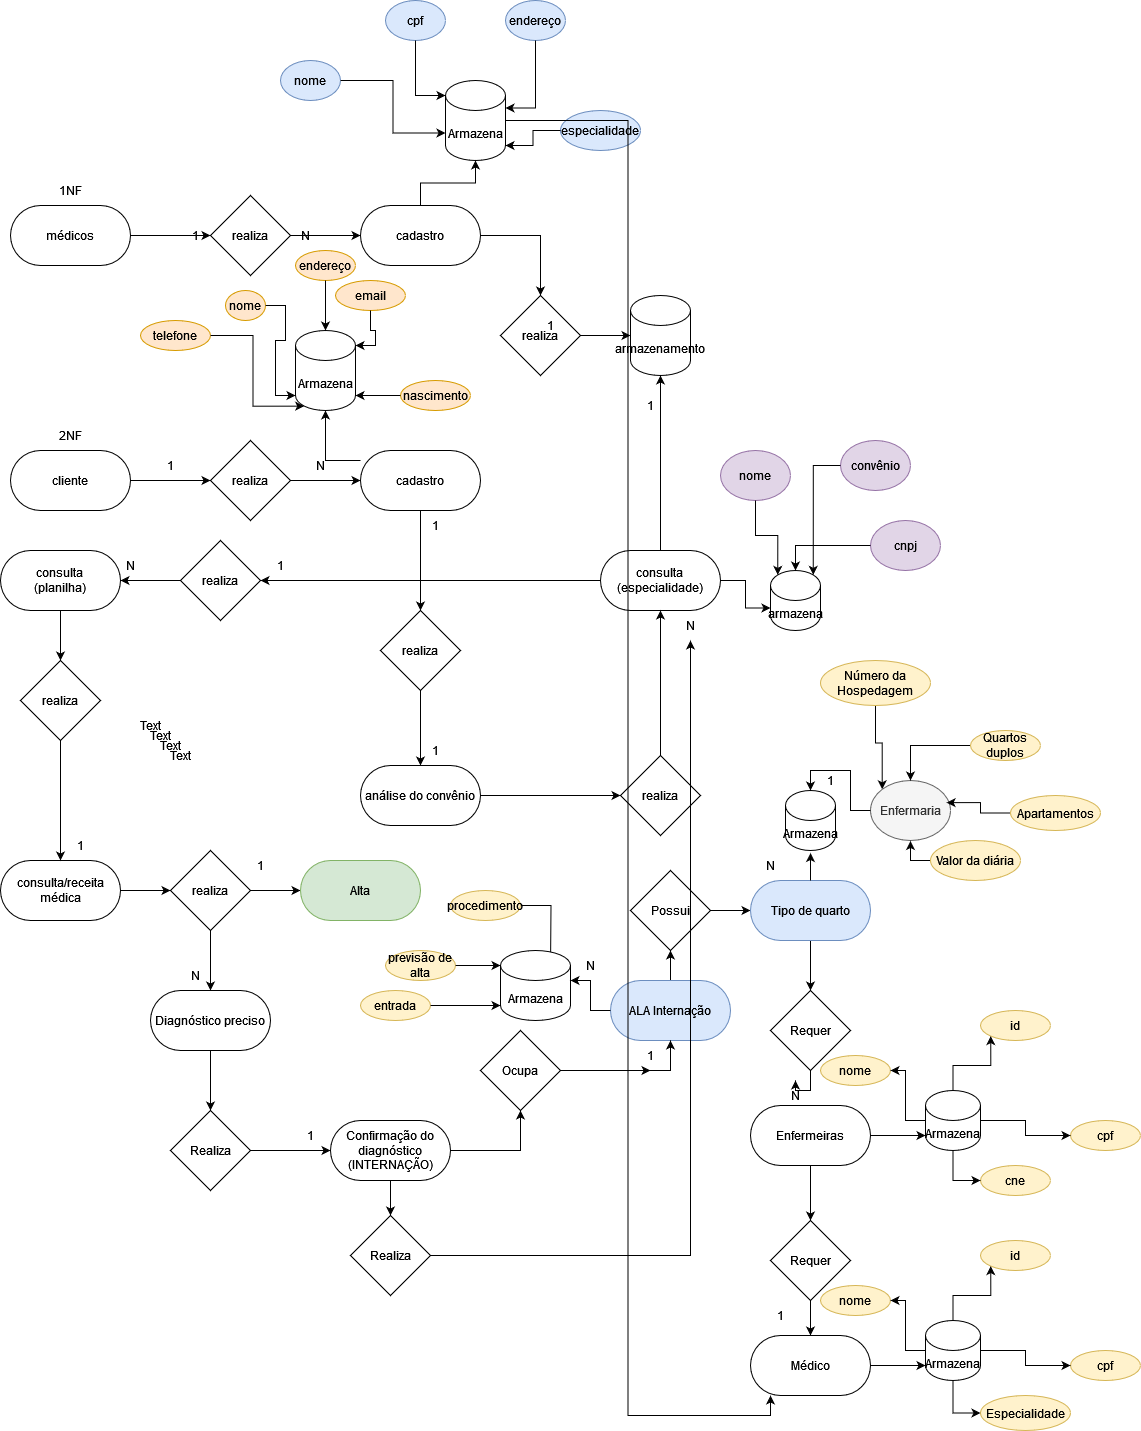 cpf
endereço
nome
Armazena
especialidade
1NF
médicos
1
realiza
N
cadastro
endereço
email
nome
telefone
Armazena
nascimento
1
realiza
armazenamento
1
2NF
cliente
1
realiza
N
cadastro
1
nome
convênio
cnpj
armazena
consulta
(planilha)
N
realiza
1
consulta
(especialidade)
N
realiza
realiza
Text
Text
Text
Text
1
análise do convênio
realiza
Número da
Hospedagem
Quartos
duplos
1
Enfermaria
Apartamentos
Armazena
Valor da diária
N
1
consulta/receita
médica
realiza
1
Alta
procedimento
Possui
Tipo de quarto
previsão de
alta
entrada
Armazena
N
ALA Internação
N
Diagnóstico preciso
Ocupa
1
Requer
N
nome
id
Armazena
cpf
cne
Enfermeiras
Realiza
1
Confirmação do
diagnóstico
(INTERNAÇÃO)
Realiza
Requer
1
nome
id
Médico
Armazena
cpf
Especialidade